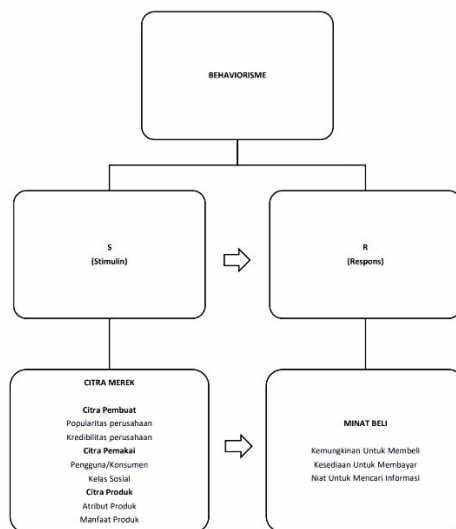 BEHAVIORISME
S
(Stimulin)
R
(Respons)
CITRA MEREK
Citra Pembuat
Popularitas perusahaan
Kredibilitas perusahaan
Citra Pemakai
Pengguna/Konsumen
Kelas Sosial
Citra Produk
Atribut Produk
Manfaat Produk
MINAT BELI
Kemungkinan Untuk Membeli
Kesediaan Untuk Membayar
Niat Untuk Mencari Informasi